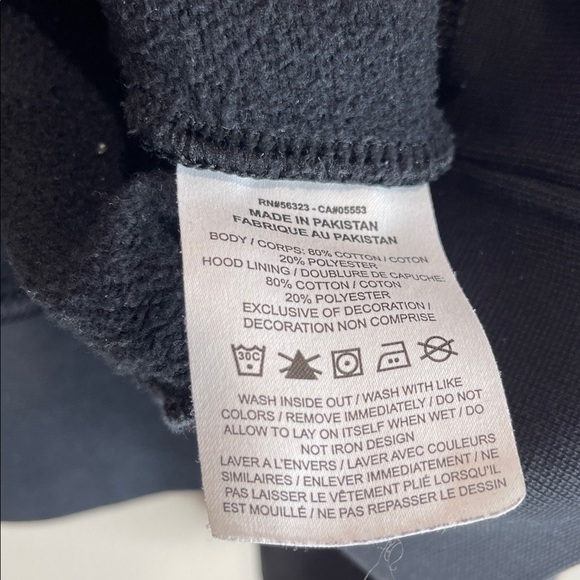 RN#56323 - CA#05553
MADE IN PAKISTAN
FABRIQUE AU PAKISTAN
BODY / CORPS: 80% COTTON / COTON
20% POLYESTER
HOOD LINING / DOUBLURE DE CAPUCHE:
80% COTTON / COTON
20% POLYESTER
EXCLUSIVE OF DECORATION /
DECORATION NON COMPRISE
30C
WASH INSIDE OUT / WASH WITH LIKE
COLORS / REMOVE IMMEDIATELY / DO NOT
ALLOW TO LAY ON ITSELF WHEN WET / DO
NOT IRON DESIGN
LAVER A L'ENVERS / LAVER AVEC COULEURS
SIMILAIRES / ENLEVER IMMEDIATEMENT / NE
PAS LAISSER LE VÊTEMENT PLIÉ LORSQU'IL
EST MOUILLÉ / NE PAS REPASSER LE DESSIN